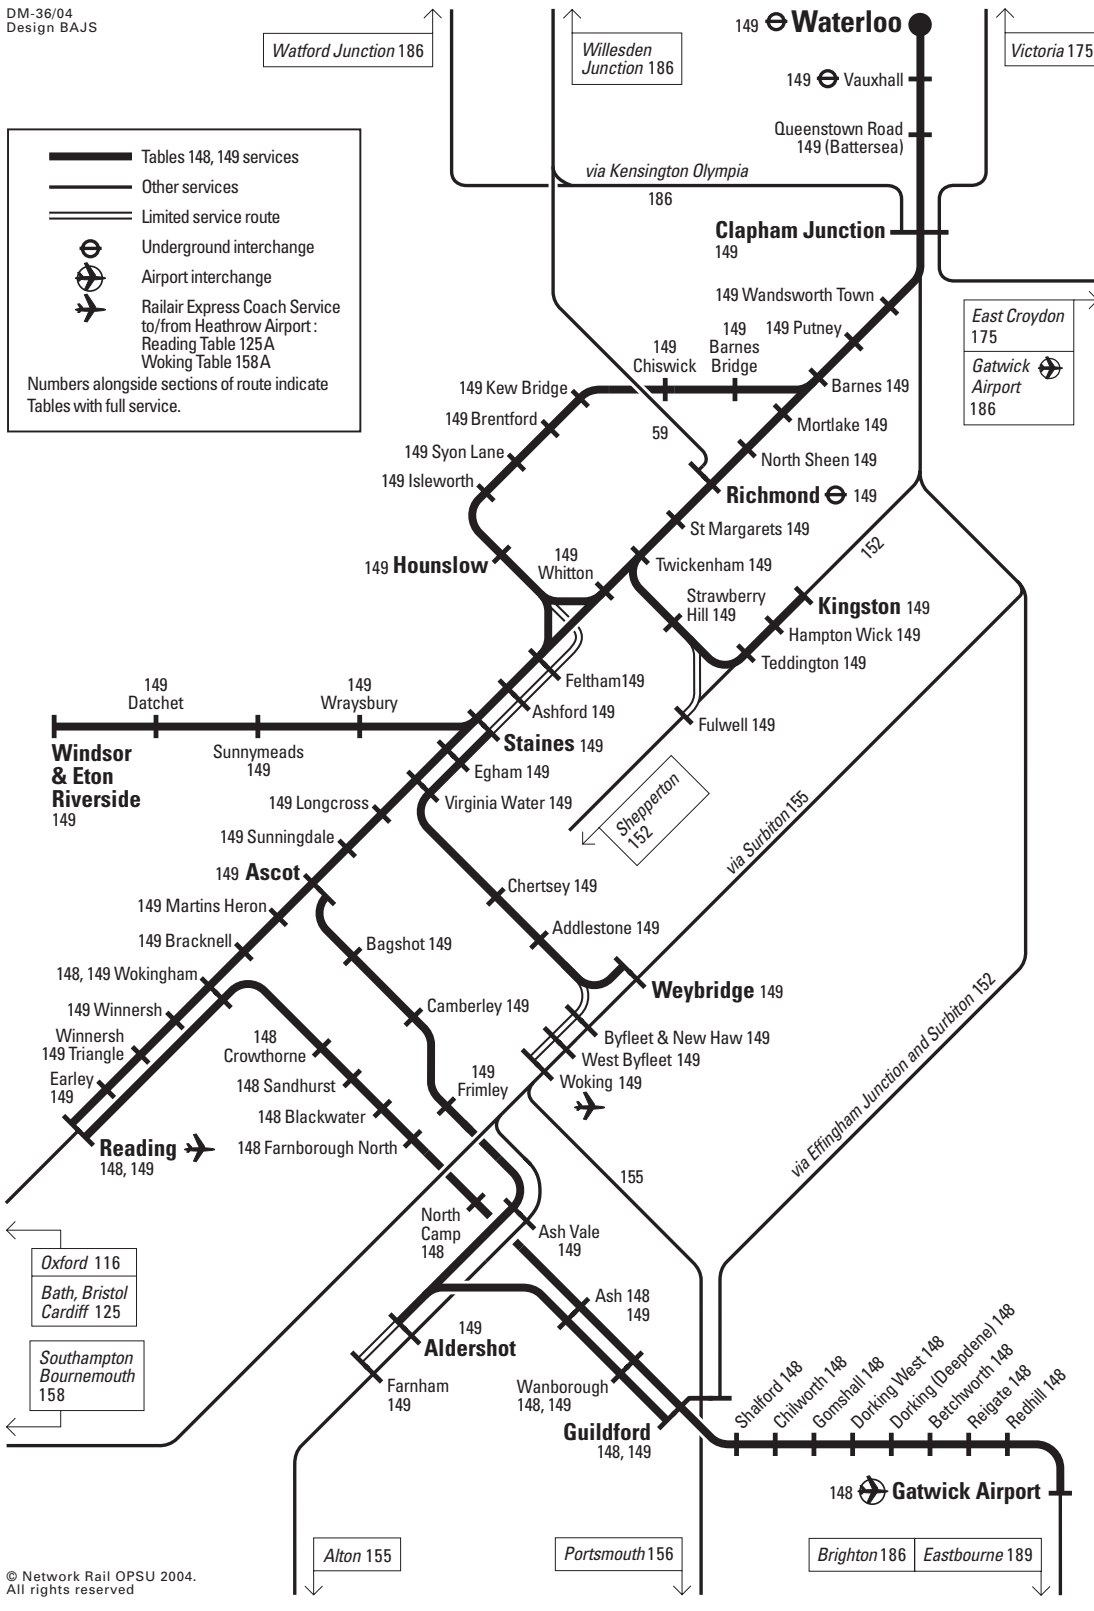 DM-36/04
Design BAJS
Watford Junction 186
Willesden
Junction 186
149 Waterloo
Victoria 175
149 Vauxhall
Queenstown Road
149 (Battersea)
Tables 148, 149 services
Other services
Limited service route
Underground interchange
Airport interchange
Railair Express Coach Service
to/from Heathrow Airport :
Reading Table 125A
Woking Table 158A
Numbers alongside sections of route indicate
Tables with full service.
via Kensington Olympia
186
Clapham Junction
149
149 Wandsworth Town
149 Putney
East Croydon
175
Gatwick
Airport
186
149
Barnes
Bridge
149
Chiswick
149 Kew Bridge
Barnes 149
149 Brentford
Mortlake 149
59
149 Syon Lane
North Sheen 149
149 Isleworth
Richmond 149
St Margarets 149
149 Hounslow
149
Whitton
Twickenham 149
152
Strawberry
Hill 149
Kingston 149
Hampton Wick 149
Teddington 149
Feltham149
Ashford 149
Fulwell 149
149
Datchet
149
Wraysbury
Windsor
& Eton
Riverside
149
Sunnymeads
149
Staines 149
Egham 149
149 Longcross
Virginia Water 149
Shepperton
152
via Surbiton 155
149 Sunningdale
149 Ascot
Chertsey 149
149 Martins Heron
Addlestone 149
149 Bracknell
Bagshot 149
148, 149 Wokingham
Weybridge 149
149 Winnersh
Camberley 149
Winnersh
149 Triangle
148
Crowthorne
Byfleet & New Haw 149
West Byfleet 149
Woking 149
Earley
149
148 Sandhurst
149
Frimley
148 Blackwater
Reading
148, 149
148 Farnborough North
via Effingham Junction and Surbiton 152
155
North
Camp
148
Ash Vale
149
Oxford 116
Bath, Bristol
Cardiff 125
Ash 148
149
149
Aldershot
Southampton
Bournemouth
158
Farnham
149
Wanborough
148, 149
Guildford
148, 149
Shalford 148
Chilworth 148
Gomshall 148
Dorking West 148
Dorking (Deepdene) 148
Betchworth 148
Reigate 148
Redhill 148
148 Gatwick Airport
Alton 155
Portsmouth 156
Brighton 186
Eastbourne 189
© Network Rail OPSU 2004.
All rights reserved